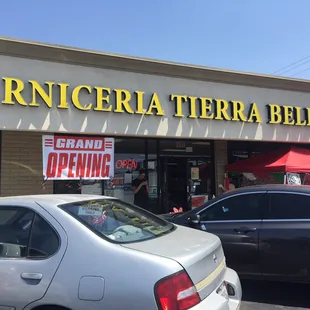 RNICERIA TIERRA BELL
GRAND
OPENING
OPEN